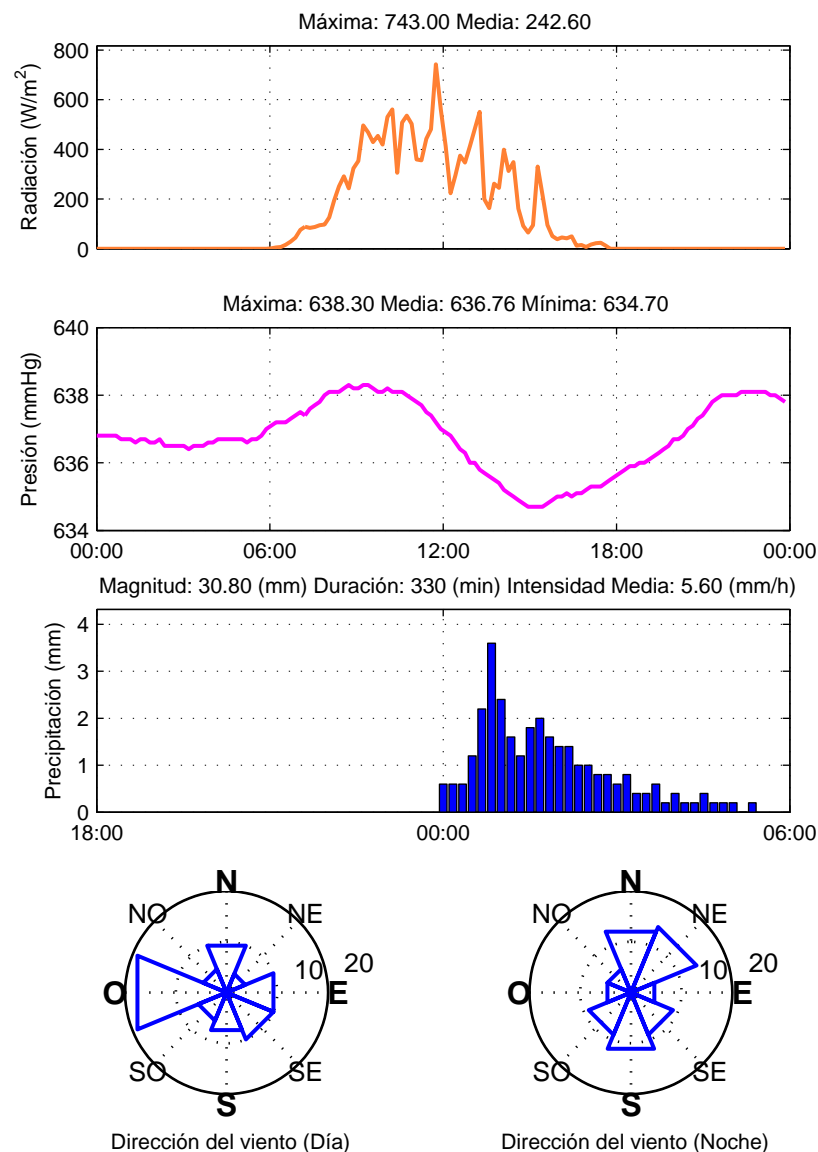 Máxima: 743.00 Media: 242.60
800
600
400
200
0
Radiación (W/m²)
Máxima: 638.30 Media: 636.76 Mínima: 634.70
640
638
636
634
Presión (mmHg)
00:00 06:00 12:00 18:00 00:00
Magnitud: 30.80 (mm) Duración: 330 (min) Intensidad Media: 5.60 (mm/h)
4
3
2
1
0
Precipitación (mm)
18:00 00:00 06:00
N
NO NE
10 20
O E
SO SE
S
Dirección del viento (Día)
N
NO NE
10 20
O E
SO SE
S
Dirección del viento (Noche)